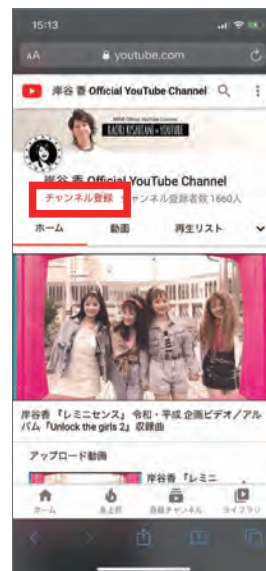 15:13
AA youtube.com
岸谷 香 Official YouTube Channel
KAORI KISHITANI YOUTUBE
岸谷 香 Official YouTube Channel
チャンネル登録 チャンネル登録者数 1660人
ホーム 動画 再生リスト
岸谷香 『レミニセンス』 令和・平成 企画ビデオ／アル
バム『Unlock the girls 2』収録曲
アップロード動画
岸谷香 『レミニ
ホーム 急上昇 登録チャンネル ライブラリ